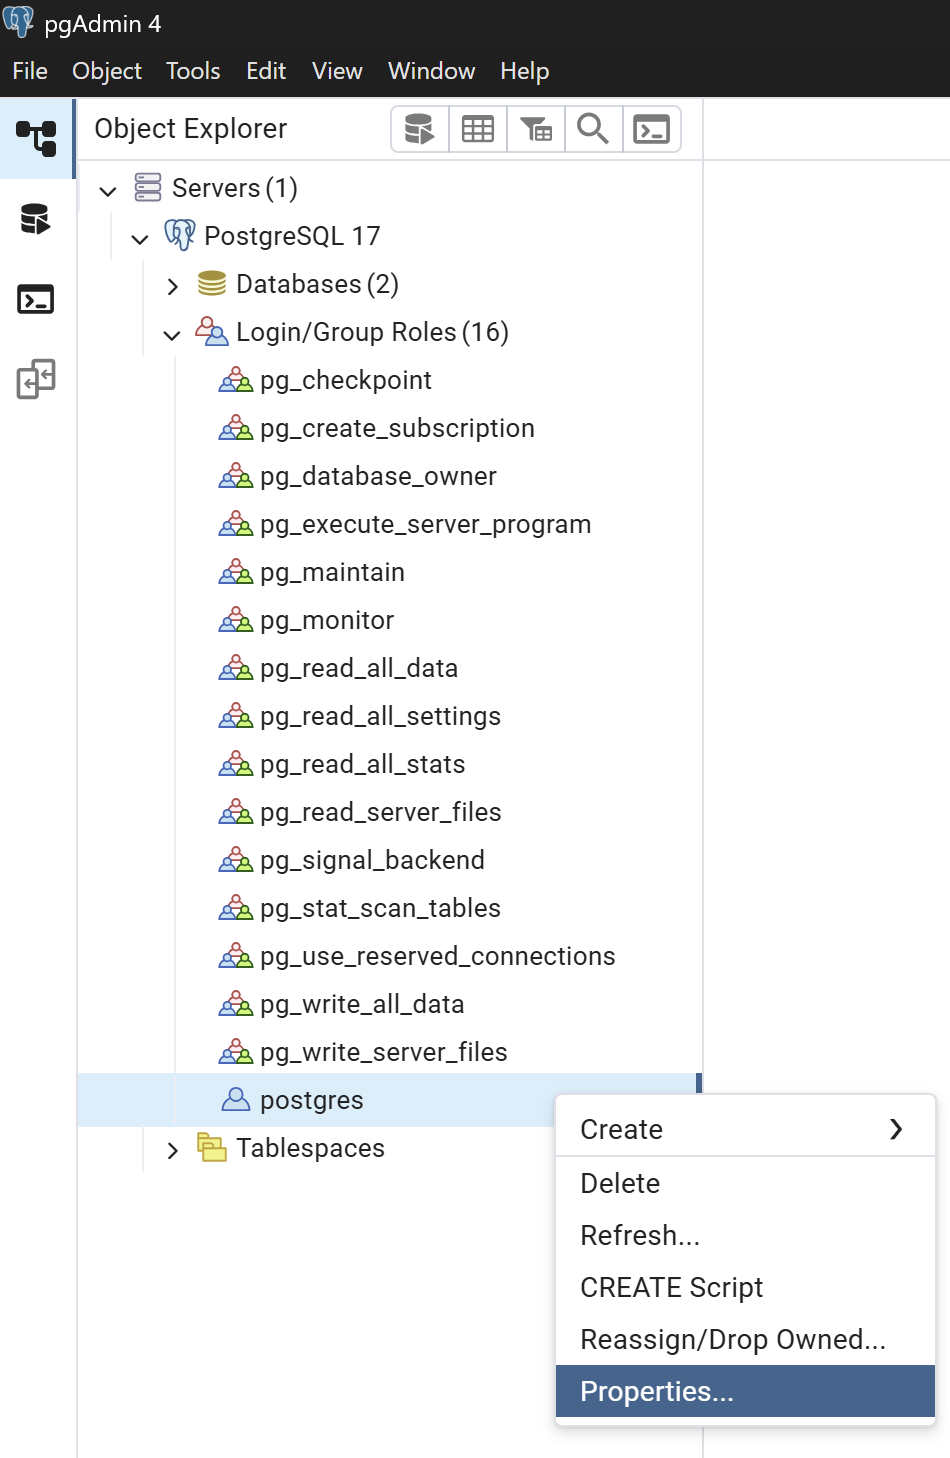 pgAdmin 4
File Object Tools Edit View Window Help
Object Explorer
Servers (1)
PostgreSQL 17
Databases (2)
Login/Group Roles (16)
pg_checkpoint
pg_create_subscription
pg_database_owner
pg_execute_server_program
pg_maintain
pg_monitor
pg_read_all_data
pg_read_all_settings
pg_read_all_stats
pg_read_server_files
pg_signal_backend
pg_stat_scan_tables
pg_use_reserved_connections
pg_write_all_data
pg_write_server_files
postgres
Tablespaces
Create
Delete
Refresh...
CREATE Script
Reassign/Drop Owned...
Properties...